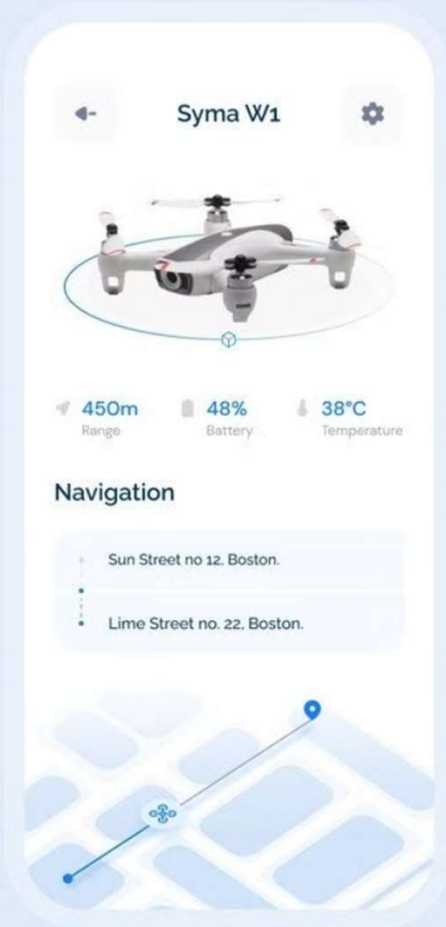 Syma W1
450m
48%
38°C
Range
Battery
Temperature
Navigation
Sun Street no 12, Boston.
Lime Street no. 22, Boston.